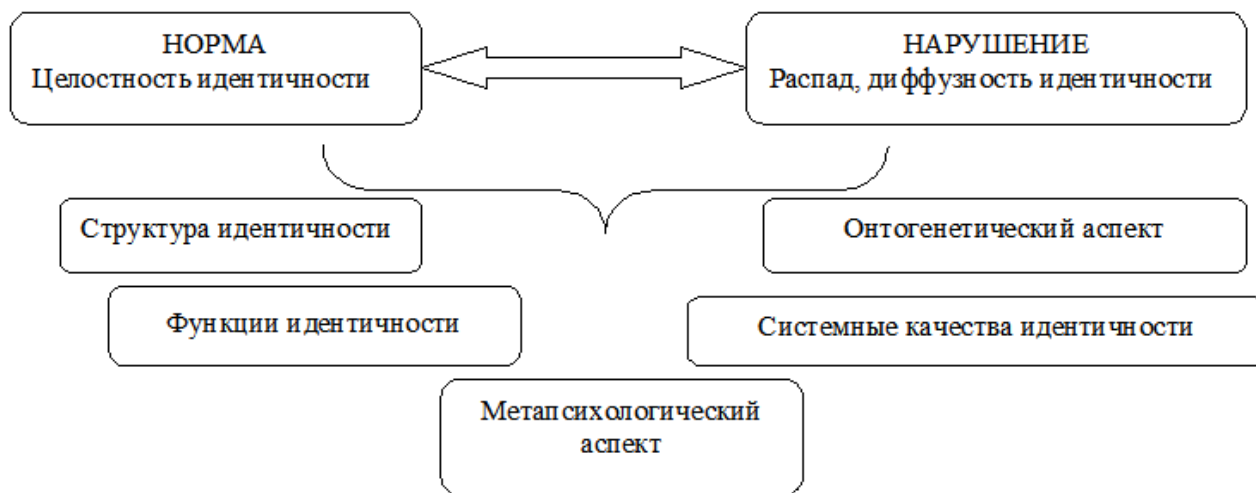 НОРМА
Целостность идентичности
НАРУШЕНИЕ
Распад, диффузность идентичности
Структура идентичности
Онтогенетический аспект
Функции идентичности
Системные качества идентичности
Метапсихологический
аспект